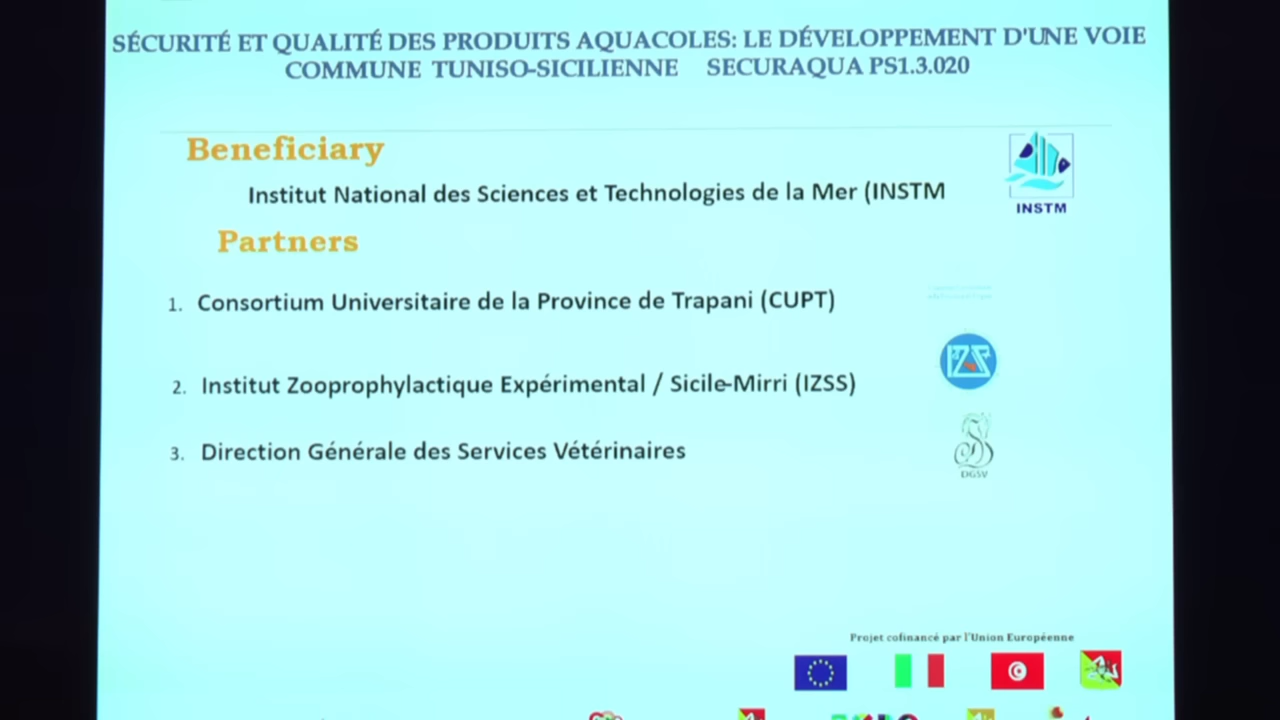 SÉCURITÉ ET QUALITÉ DES PRODUITS AQUACOLES: LE DÉVELOPPEMENT D'UNE VOIE
COMMUNE TUNISO-SICILIENNE SECURAQUA PS1.3.020
Beneficiary
Institut National des Sciences et Technologies de la Mer (INSTM
INSTM
Partners
1. Consortium Universitaire de la Province de Trapani (CUPT)
2. Institut Zooprophylactique Expérimental / Sicile-Mirri (IZSS)
IZS
3. Direction Générale des Services Vétérinaires
DGSV
Projet cofinancé par l'Union Européenne